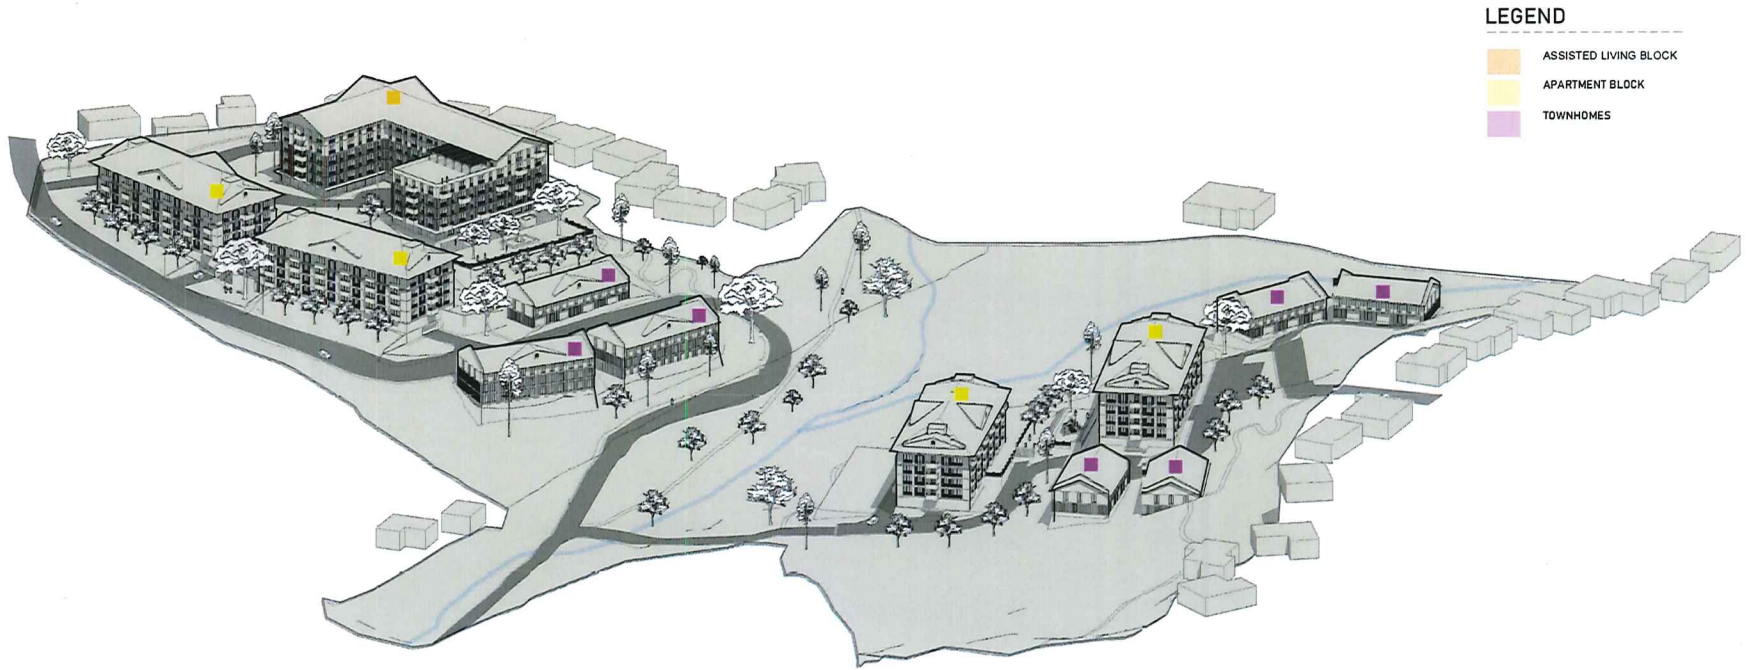 LEGEND
ASSISTED LIVING BLOCK
APARTMENT BLOCK
TOWNHOMES